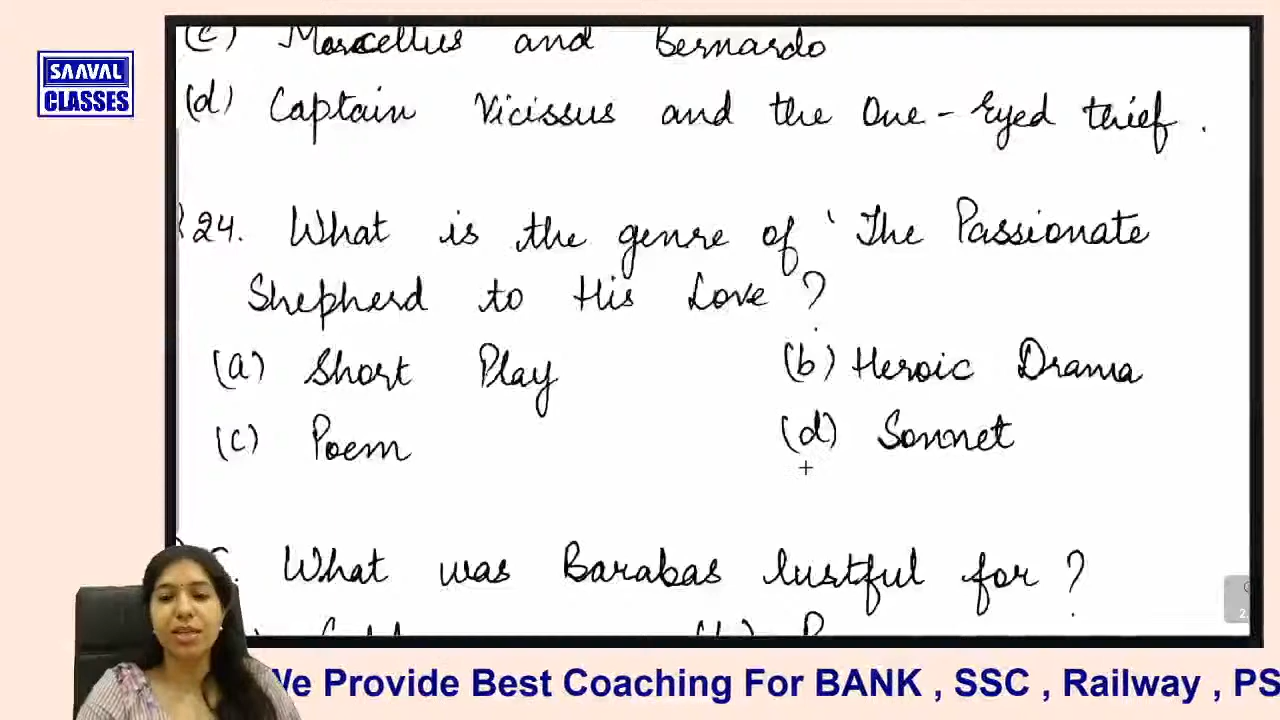 SAAVAL
CLASSES
(c) Marcellus and Bernardo
(d) Captain Vicissus and the One-Eyed thief.
24. What is the genre of 'The Passionate
Shepherd to His Love ?
(a) Short Play (b) Heroic Drama
(c) Poem (d) Sonnet
What was Barabas lustful for ?
We Provide Best Coaching For BANK , SSC , Railway , PS